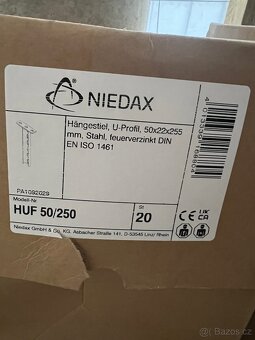 NIEDAX
Hängestiel, U-Profil, 50x22x255
mm, Stahl, feuerverzinkt DIN
EN ISO 1461
PA1092029
Modell-Nr.
St
HUF 50/250
20
UK
CE
CA
Niedax GmbH & Co. KG, Asbacher Straße 141, D-53545 Linz/ Rhein
sbazos.cz